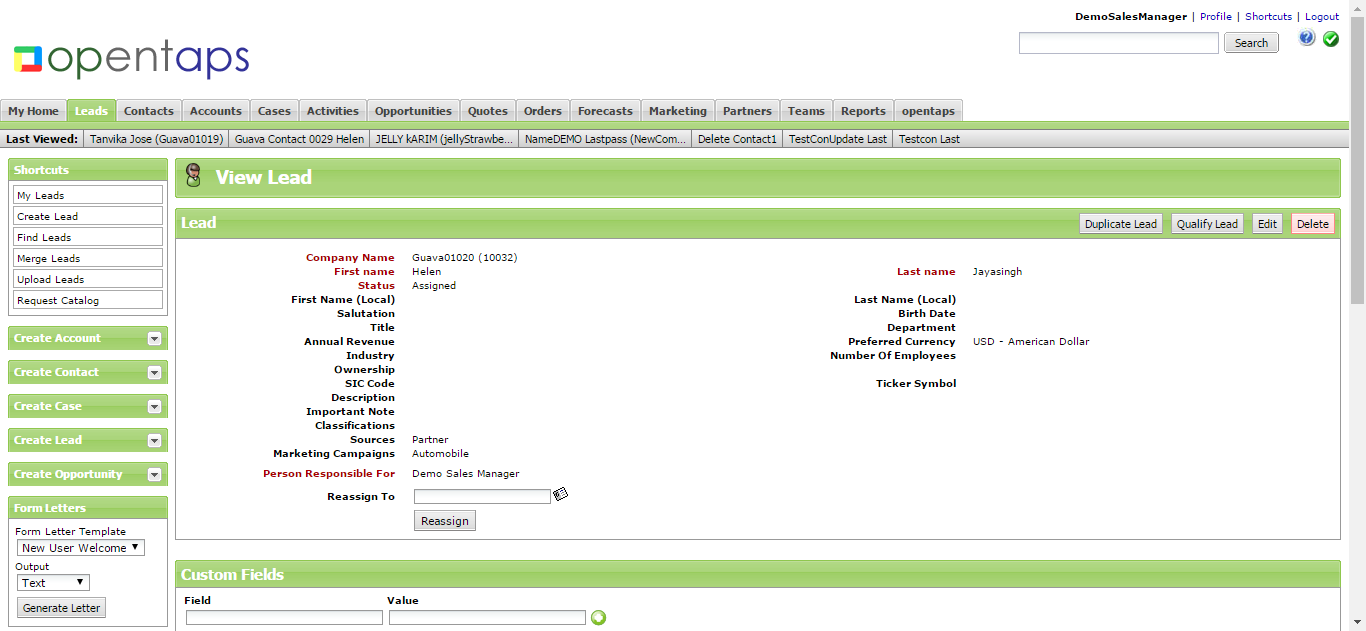 DemoSalesManager | Profile | Shortcuts | Logout
Search
opentaps
My Home Leads Contacts Accounts Cases Activities Opportunities Quotes Orders Forecasts Marketing Partners Teams Reports opentaps
Last Viewed: Tanvika Jose (Guava01019) Guava Contact 0029 Helen JELLY kARIM (jellyStrawbe... NameDEMO Lastpass (NewCom... Delete Contact1 TestConUpdate Last Testcon Last
Shortcuts
My Leads
Create Lead
Find Leads
Merge Leads
Upload Leads
Request Catalog
Create Account
Create Contact
Create Case
Create Lead
Create Opportunity
Form Letters
Form Letter Template
New User Welcome
Output
Text
Generate Letter
View Lead
Lead Duplicate Lead Qualify Lead Edit Delete
Company Name Guava01020 (10032)
First name Helen Last name Jayasingh
Status Assigned
First Name (Local) Last Name (Local)
Salutation Birth Date
Title Department
Annual Revenue Preferred Currency USD - American Dollar
Industry Number Of Employees
Ownership
SIC Code Ticker Symbol
Description
Important Note
Classifications
Sources Partner
Marketing Campaigns Automobile
Person Responsible For Demo Sales Manager
Reassign To
Reassign
Custom Fields
Field Value